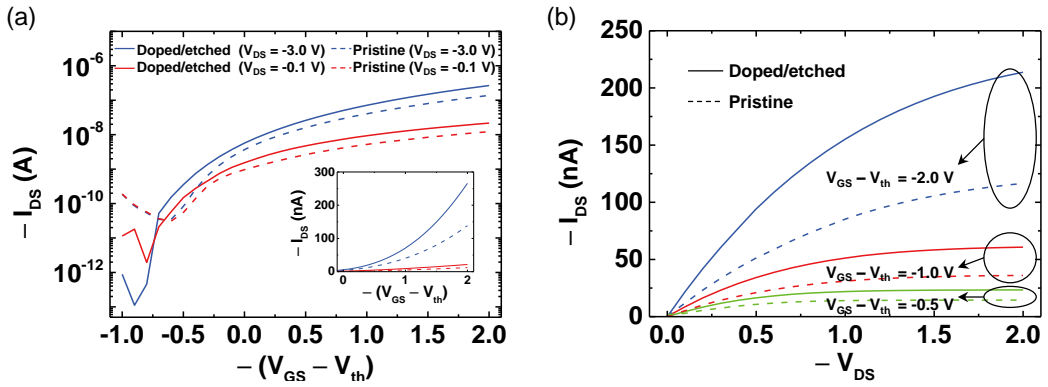 (a)
Doped/etched (V_DS = -3.0 V) Pristine (V_DS = -3.0 V)
Doped/etched (V_DS = -0.1 V) Pristine (V_DS = -0.1 V)
− I_DS (A)
10^-6
10^-8
10^-10
10^-12
-1.0 -0.5 0.0 0.5 1.0 1.5 2.0
− (V_GS − V_th)
− I_DS (nA)
300
200
100
0
0 1 2
− (V_GS − V_th)
(b)
− I_DS (nA)
250
200
150
100
50
0
Doped/etched
Pristine
V_GS − V_th = -2.0 V
V_GS − V_th = -1.0 V
V_GS − V_th = -0.5 V
0.0 0.5 1.0 1.5 2.0
− V_DS